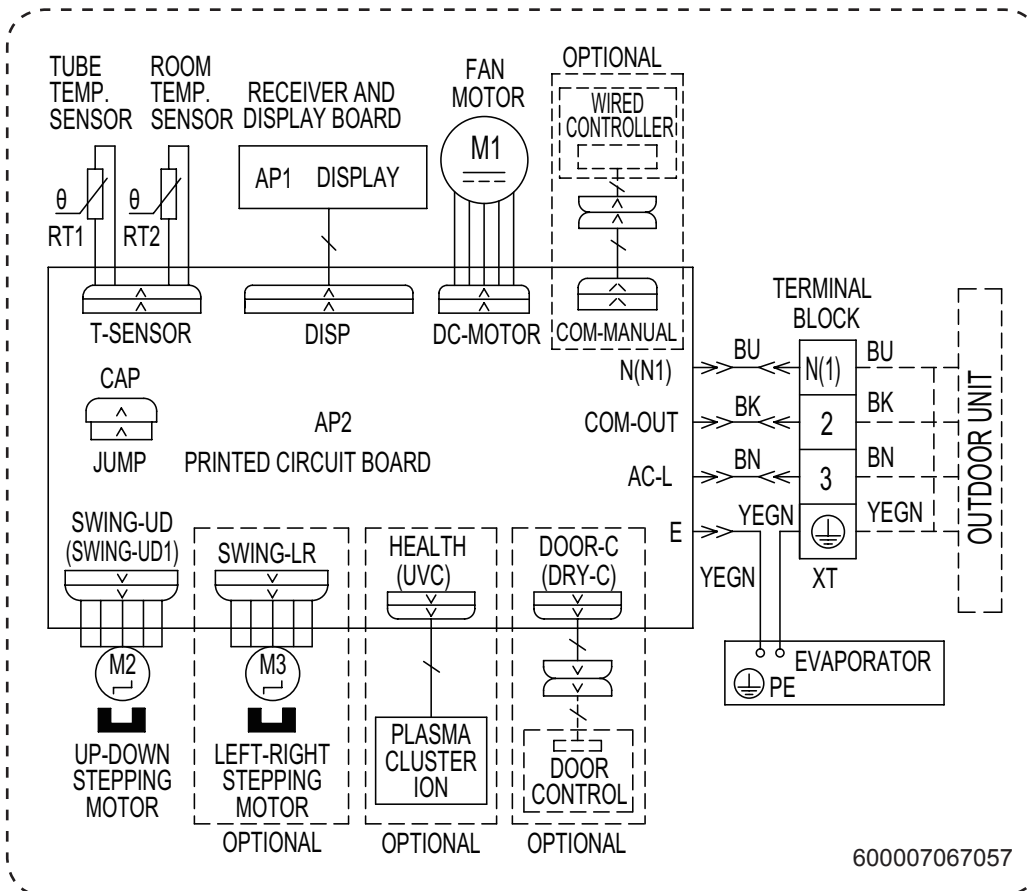 TUBE
TEMP.
SENSOR
ROOM
TEMP.
SENSOR
RECEIVER AND
DISPLAY BOARD
FAN
MOTOR
OPTIONAL
WIRED
CONTROLLER
M1
AP1 DISPLAY
θ
RT1
θ
RT2
T-SENSOR
DISP
DC-MOTOR
COM-MANUAL
TERMINAL
BLOCK
N(N1)
BU
N(1)
BU
CAP
JUMP
AP2
PRINTED CIRCUIT BOARD
COM-OUT
BK
2
BK
AC-L
BN
3
BN
E
YEGN
YEGN
YEGN
XT
OUTDOOR UNIT
SWING-UD
(SWING-UD1)
SWING-LR
HEALTH
(UVC)
DOOR-C
(DRY-C)
EVAPORATOR
PE
M2
M3
UP-DOWN
STEPPING
MOTOR
LEFT-RIGHT
STEPPING
MOTOR
PLASMA
CLUSTER
ION
DOOR
CONTROL
OPTIONAL
OPTIONAL
OPTIONAL
600007067057